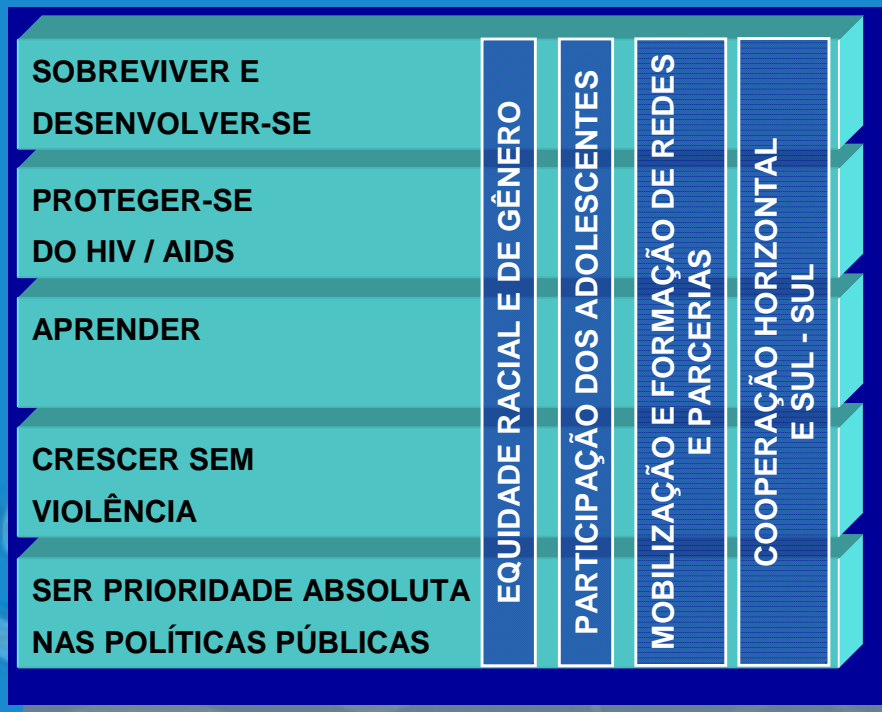 SOBREVIVER E
DESENVOLVER-SE
PROTEGER-SE
DO HIV / AIDS
APRENDER
CRESCER SEM
VIOLÊNCIA
SER PRIORIDADE ABSOLUTA
NAS POLÍTICAS PÚBLICAS
EQUIDADE RACIAL E DE GÊNERO
PARTICIPAÇÃO DOS ADOLESCENTES
MOBILIZAÇÃO E FORMAÇÃO DE REDES
E PARCERIAS
COOPERAÇÃO HORIZONTAL
E SUL - SUL